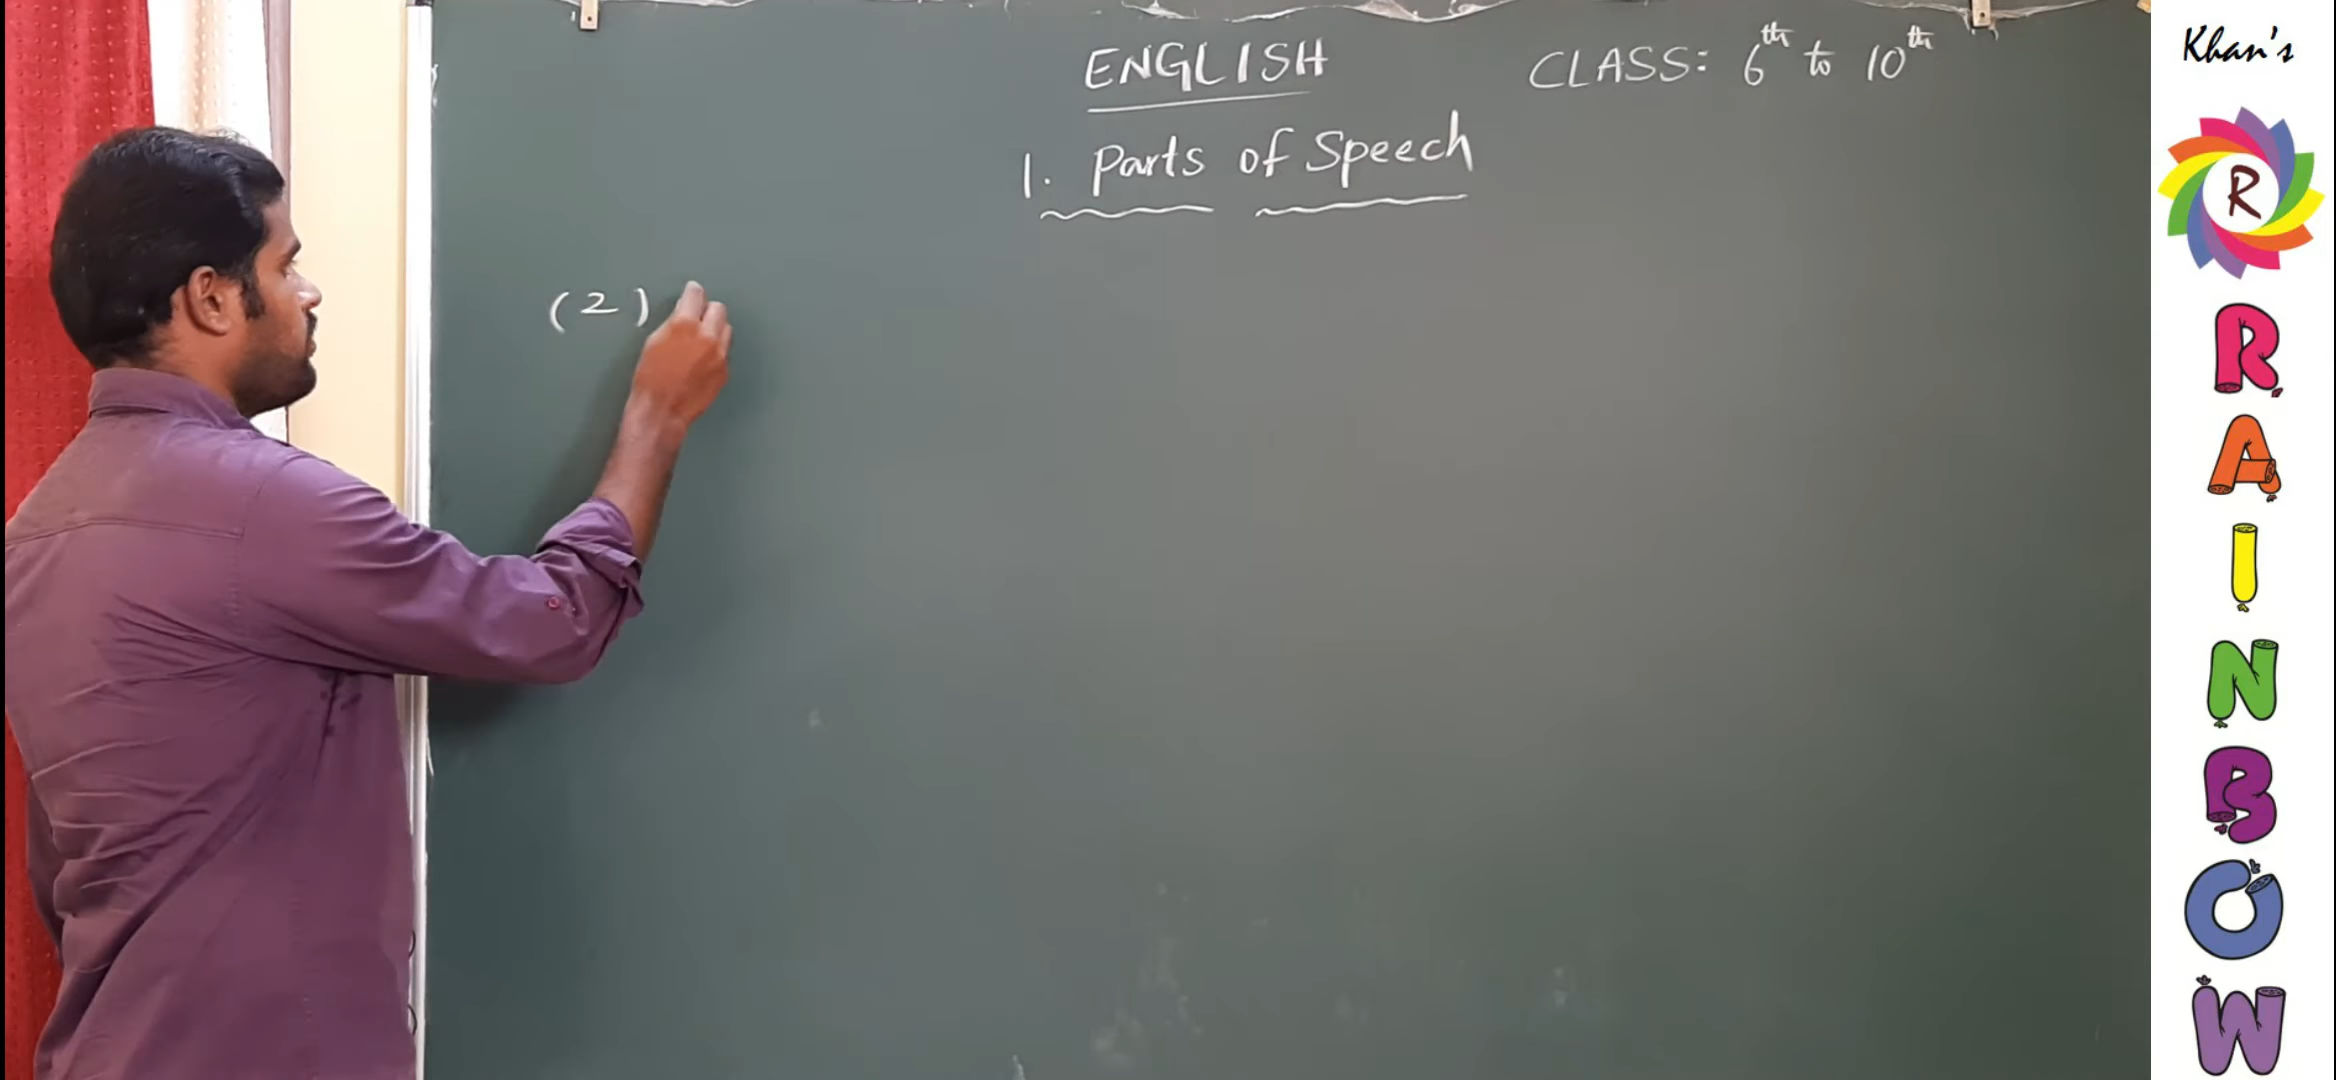 ENGLISH
CLASS: 6th to 10th
1. Parts of Speech
(2)
Khan's
R
RAINBOW